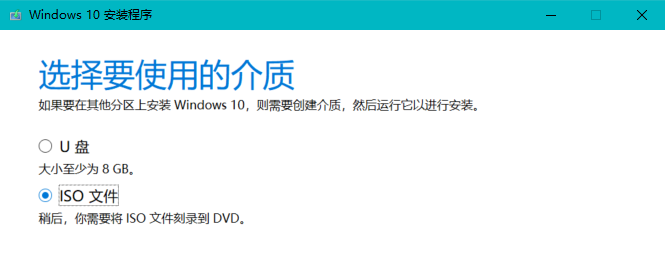 Windows 10 安装程序
选择要使用的介质
如果要在其他分区上安装 Windows 10，则需要创建介质，然后运行它以进行安装。
U 盘
大小至少为 8 GB。
ISO 文件
稍后，你需要将 ISO 文件刻录到 DVD。